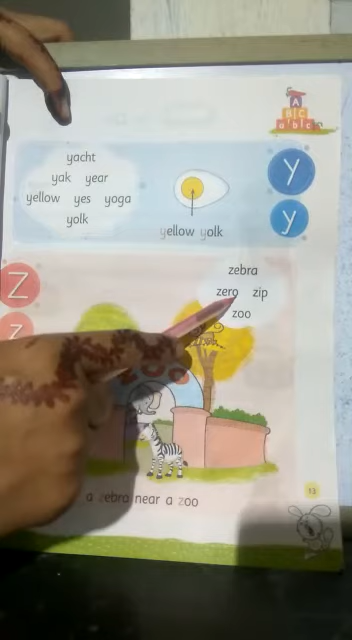 A
B C
a b c
yacht
yak year
yellow yes yoga
yolk
yellow yolk
Y
y
Z
z
zebra
zero zip
zoo
a zebra near a zoo
13